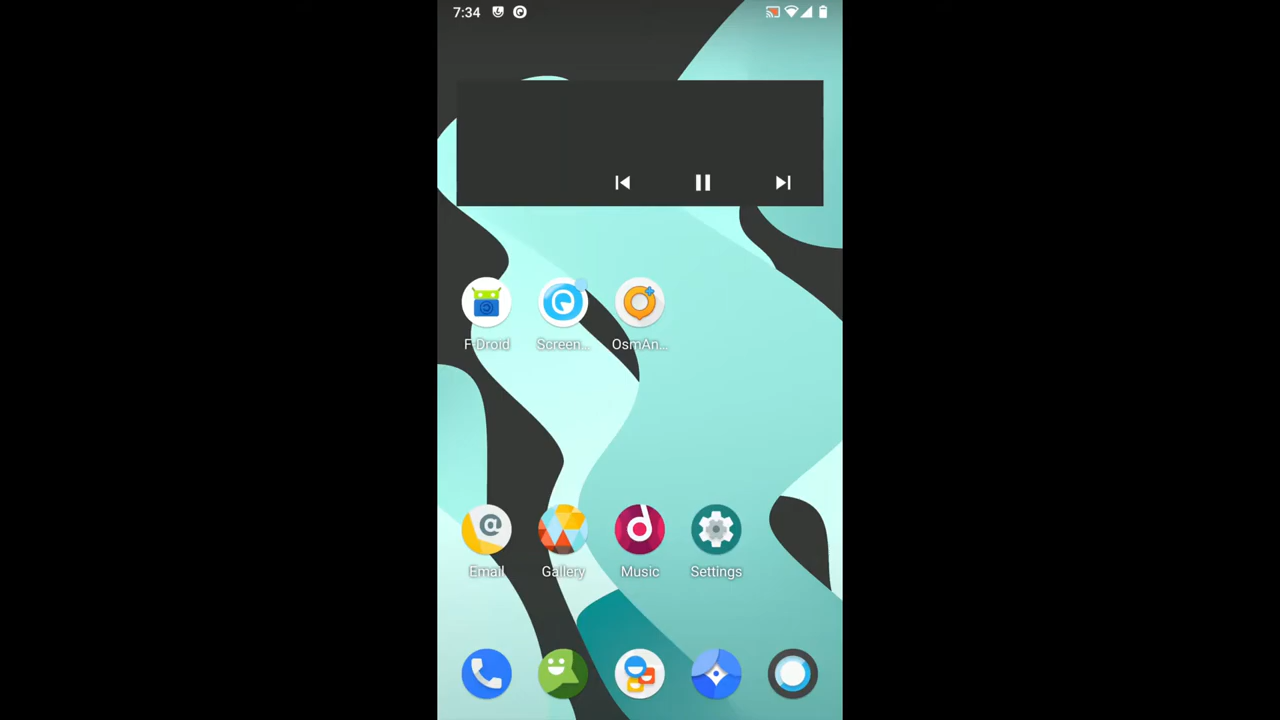 7:34
F-Droid
Screen...
OsmAn...
@
Email
Gallery
Music
Settings